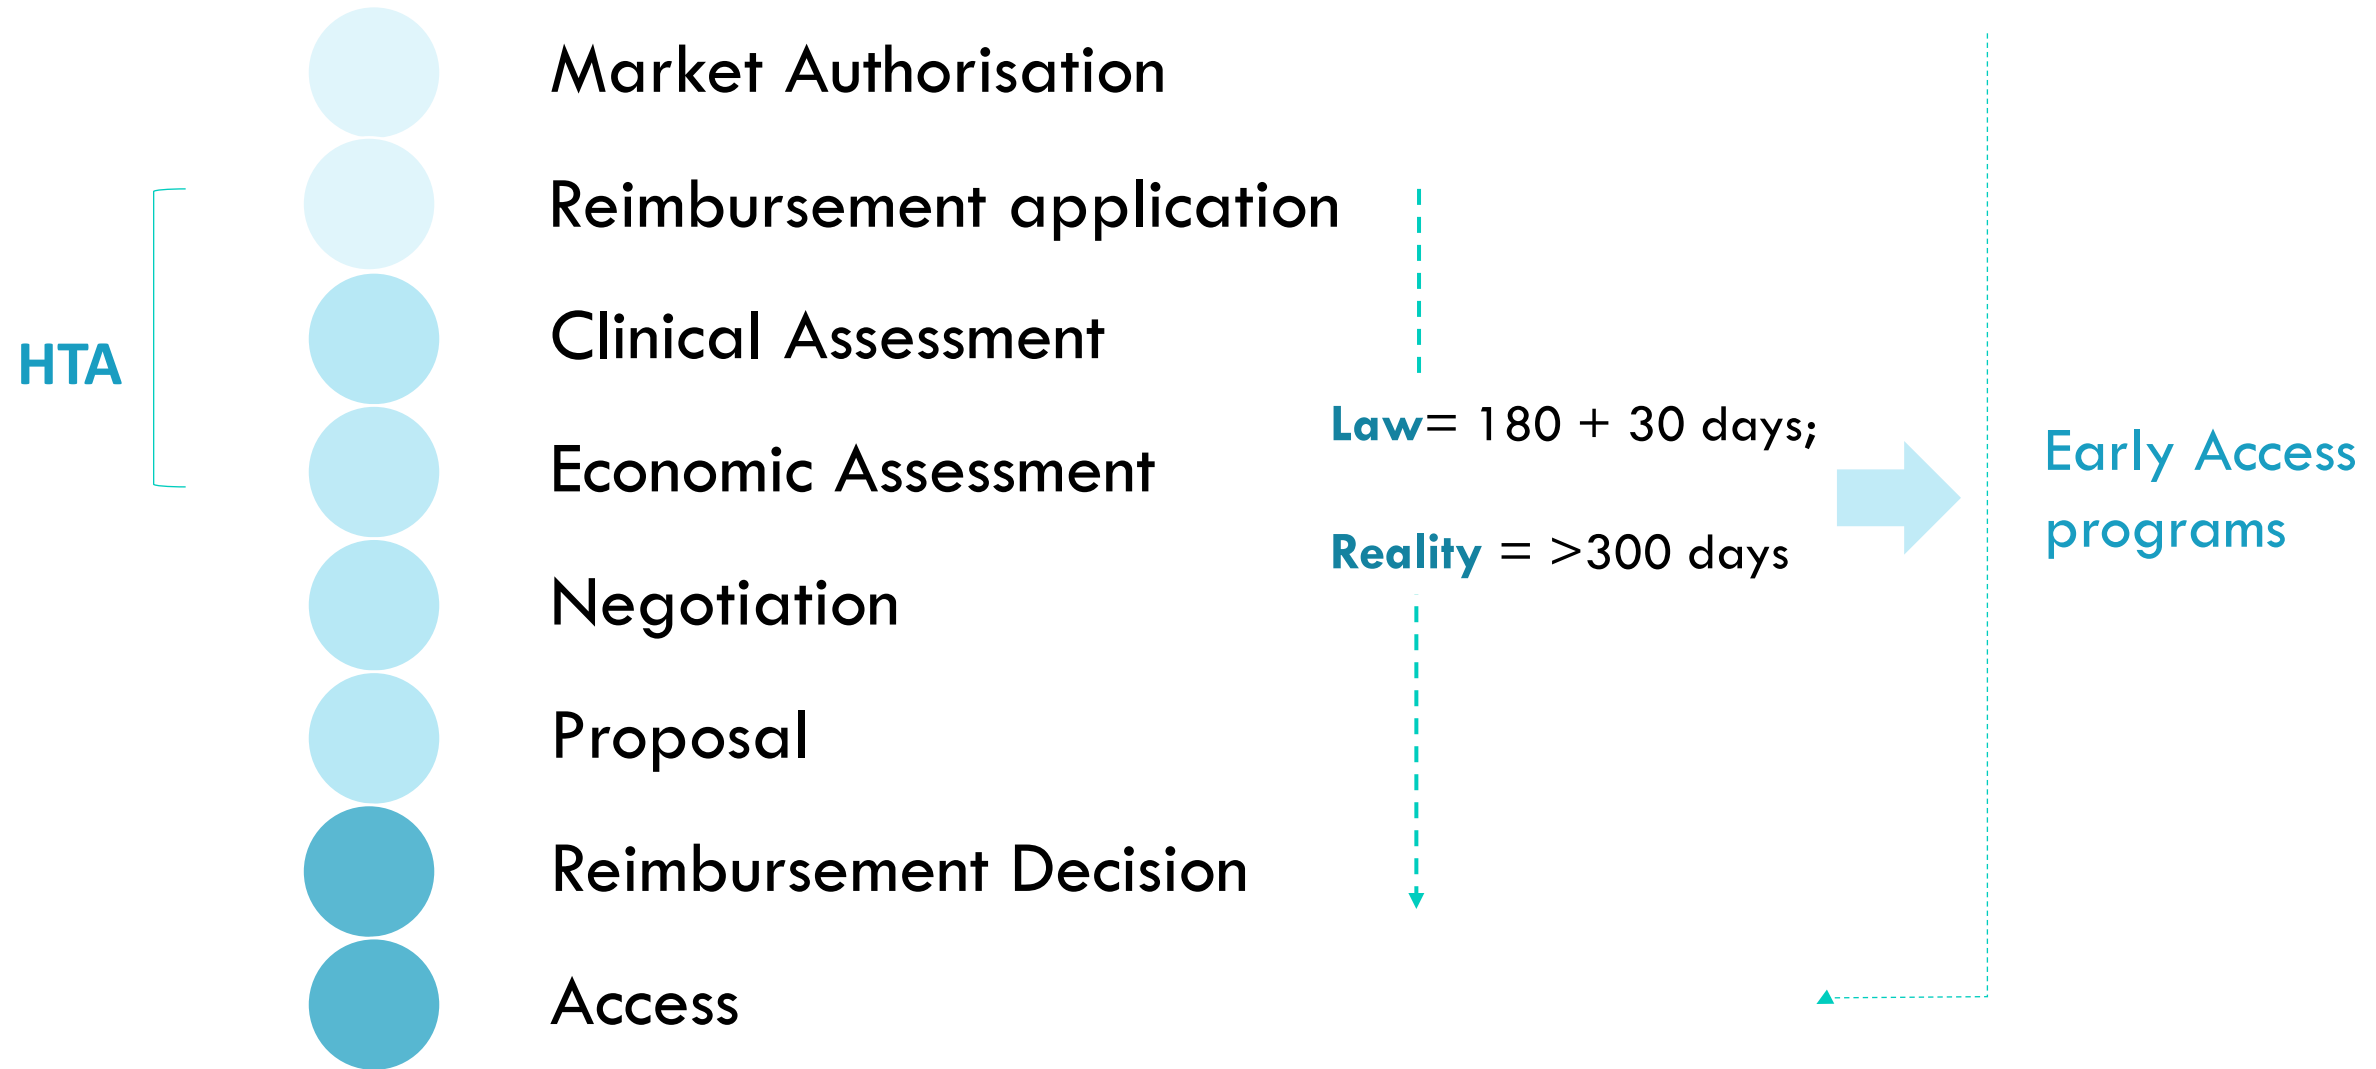 Market Authorisation
Reimbursement application
Clinical Assessment
HTA
Economic Assessment
Law= 180 + 30 days;
Reality = >300 days
Early Access
programs
Negotiation
Proposal
Reimbursement Decision
Access